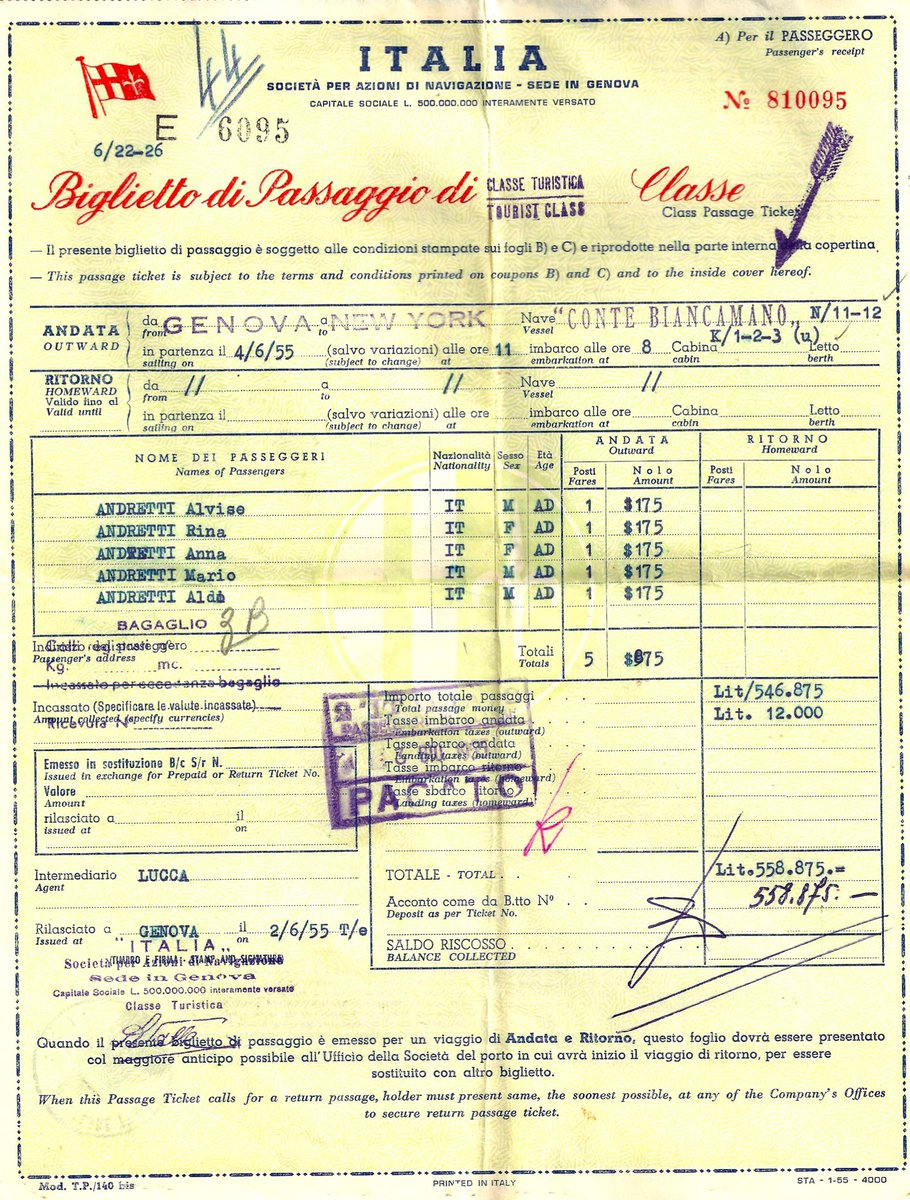 A) Per il PASSEGGERO
Passenger's receipt
44
ITALIA
SOCIETÀ PER AZIONI DI NAVIGAZIONE - SEDE IN GENOVA
CAPITALE SOCIALE L. 500.000.000 INTERAMENTE VERSATO
№ 810095
E 6095
6/22-26
Biglietto di Passaggio di CLASSE TURISTICA Classe
TOURIST CLASS Class Passage Ticket
— Il presente biglietto di passaggio è soggetto alle condizioni stampate sui fogli B) e C) e riprodotte nella parte interna della copertina.
— This passage ticket is subject to the terms and conditions printed on coupons B) and C) and to the inside cover hereof.
ANDATA da GENOVA a NEW YORK Nave "CONTE BIANCAMANO" N/11-12
OUTWARD from to Vessel K/1-2-3 (u)
in partenza il 4/6/55 (salvo variazioni) alle ore 11 imbarco alle ore 8 Cabina Letto
sailing on (subject to change) at embarkation at cabin berth
RITORNO da // a // Nave //
HOMEWARD from to Vessel
Valido fino al in partenza il (salvo variazioni) alle ore imbarco alle ore Cabina Letto
Valid until sailing on (subject to change) at embarkation at cabin berth
NOME DEI PASSEGGERI Nazionalità Sesso Età ANDATA RITORNO
Names of Passengers Nationality Sex Age Outward Homeward
Posti Nolo Posti Nolo
Fares Amount Fares Amount
ANDRETTI Alvise IT M AD 1 $175
ANDRETTI Rina IT F AD 1 $175
ANDRETTI Anna IT F AD 1 $175
ANDRETTI Mario IT M AD 1 $175
ANDRETTI Aldo IT M AD 1 $175
BAGAGLIO 3B
Indirizzo del passeggero Totali 5 $875
Passenger's address Totals
Kg. mc.
Incassato per eccedenza bagaglio
Incassato (Specificare le valute incassate)
Amount collected (specify currencies)
Ricevuta N.
Importo totale passaggi Lit/546.875
Total passage money
Tasse imbarco andata Lit. 12.000
Embarkation taxes (outward)
Tasse sbarco andata
Landing taxes (outward)
Tasse imbarco ritorno
Embarkation taxes (homeward)
Tasse sbarco ritorno
Landing taxes (homeward)
Emesso in sostituzione B/c S/r N.
Issued in exchange for Prepaid or Return Ticket No.
Valore
Amount
rilasciato a il
issued at on
Intermediario LUCCA
Agent
TOTALE - TOTAL Lit.558.875.=
558.875.—
Acconto come da B.tto N°
Deposit as per Ticket No.
SALDO RISCOSSO
BALANCE COLLECTED
Rilasciato a GENOVA il 2/6/55 T/e
Issued at on
"ITALIA"
(TIMBRO E FIRMA - STAMP AND SIGNATURE)
Società per Azioni di Navigazione
Sede in Genova
Capitale Sociale L. 500.000.000 interamente versato
Classe Turistica
Quando il presente biglietto di passaggio è emesso per un viaggio di Andata e Ritorno, questo foglio dovrà essere presentato
col maggiore anticipo possibile all'Ufficio della Società del porto in cui avrà inizio il viaggio di ritorno, per essere
sostituito con altro biglietto.
When this Passage Ticket calls for a return passage, holder must present same, the soonest possible, at any of the Company's Offices
to secure return passage ticket.
Mod. T.P./140 bis
PRINTED IN ITALY
STA - 1-55 - 4000